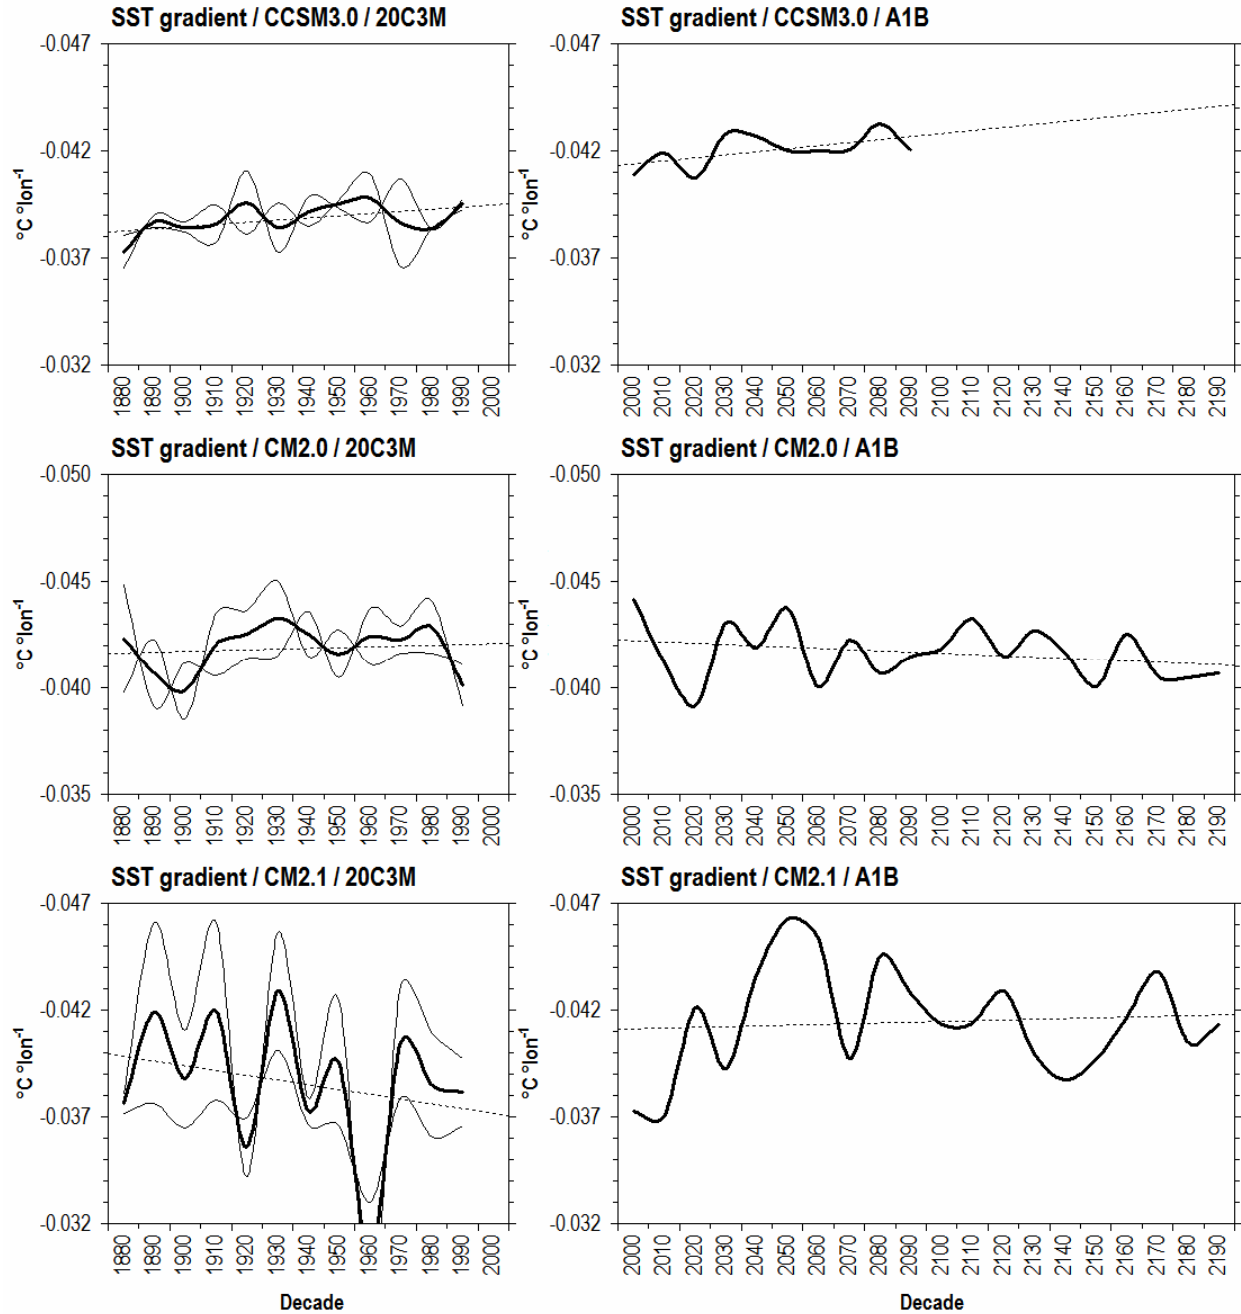 SST gradient / CCSM3.0 / 20C3M
-0.047
-0.042
-0.037
-0.032
°C °lon⁻¹
1880 1890 1900 1910 1920 1930 1940 1950 1960 1970 1980 1990 2000
SST gradient / CCSM3.0 / A1B
-0.047
-0.042
-0.037
-0.032
°C °lon⁻¹
2000 2010 2020 2030 2040 2050 2060 2070 2080 2090 2100 2110 2120 2130 2140 2150 2160 2170 2180 2190
SST gradient / CM2.0 / 20C3M
-0.050
-0.045
-0.040
-0.035
°C °lon⁻¹
1880 1890 1900 1910 1920 1930 1940 1950 1960 1970 1980 1990 2000
SST gradient / CM2.0 / A1B
-0.050
-0.045
-0.040
-0.035
°C °lon⁻¹
2000 2010 2020 2030 2040 2050 2060 2070 2080 2090 2100 2110 2120 2130 2140 2150 2160 2170 2180 2190
SST gradient / CM2.1 / 20C3M
-0.047
-0.042
-0.037
-0.032
°C °lon⁻¹
1880 1890 1900 1910 1920 1930 1940 1950 1960 1970 1980 1990 2000
Decade
SST gradient / CM2.1 / A1B
-0.047
-0.042
-0.037
-0.032
°C °lon⁻¹
2000 2010 2020 2030 2040 2050 2060 2070 2080 2090 2100 2110 2120 2130 2140 2150 2160 2170 2180 2190
Decade